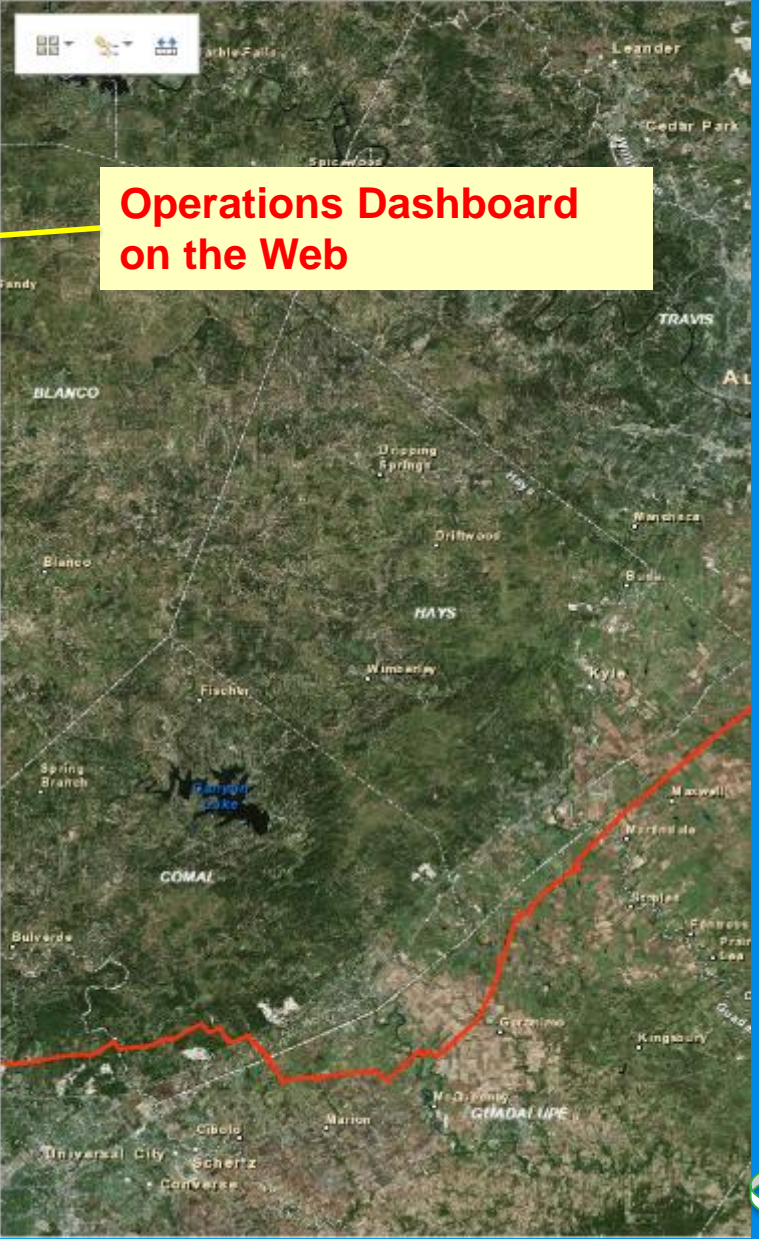 Leander
Cedar Park
Spicewood
Operations Dashboard
on the Web
TRAVIS
BLANCO
Dripping
Springs
Hays
Manchaca
Driftwood
Blanco
Buda
HAYS
Wimberley
Kyle
Fischer
Spring
Branch
Canyon
Lake
Maxwell
Martindale
COMAL
Staples
Bulverde
Geronimo
Kingsbury
GUADALUPE
Marion
Cibolo
Universal City
Schertz
Converse